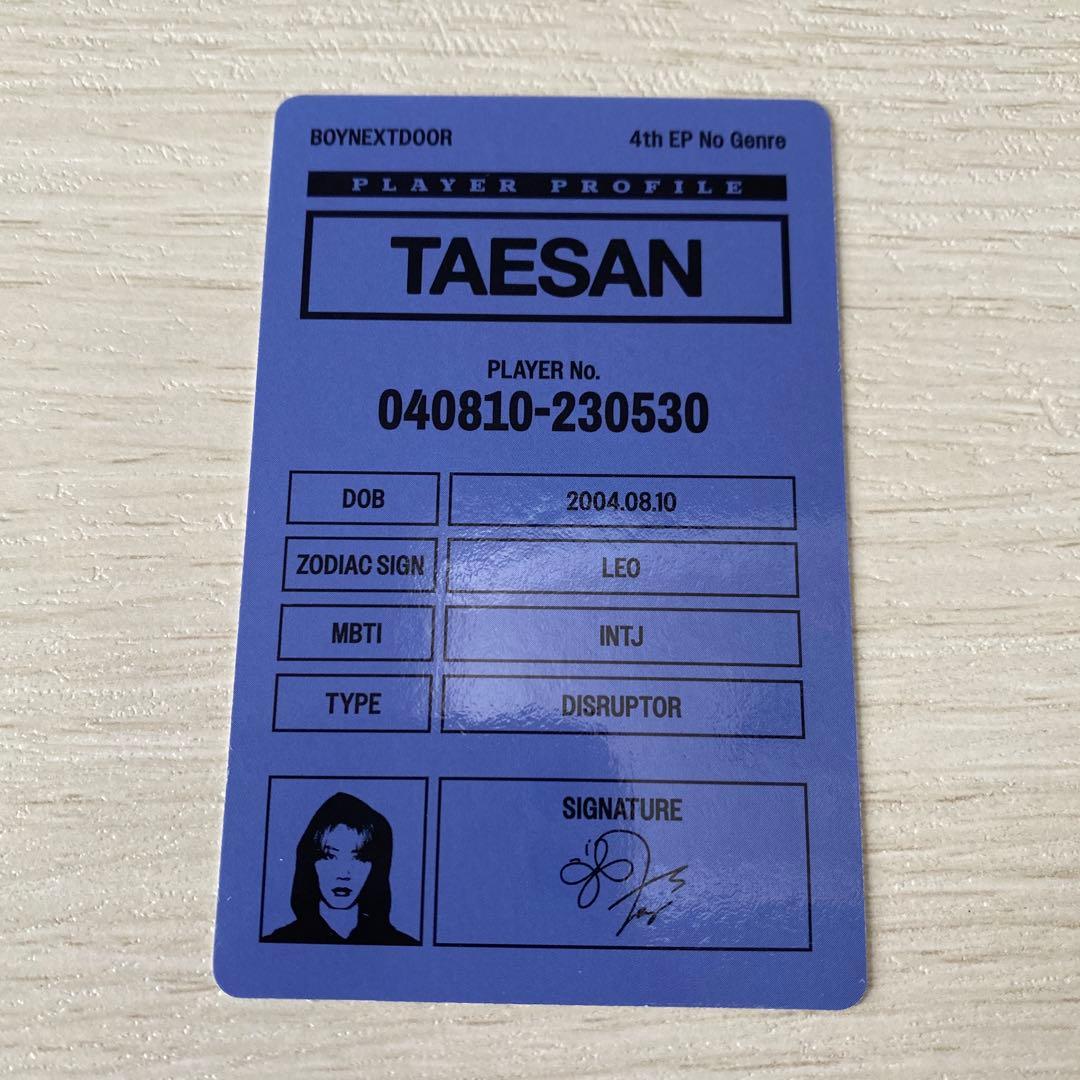 BOYNEXTDOOR 4th EP No Genre
PLAYER PROFILE
TAESAN
PLAYER No.
040810-230530
DOB 2004.08.10
ZODIAC SIGN LEO
MBTI INTJ
TYPE DISRUPTOR
SIGNATURE